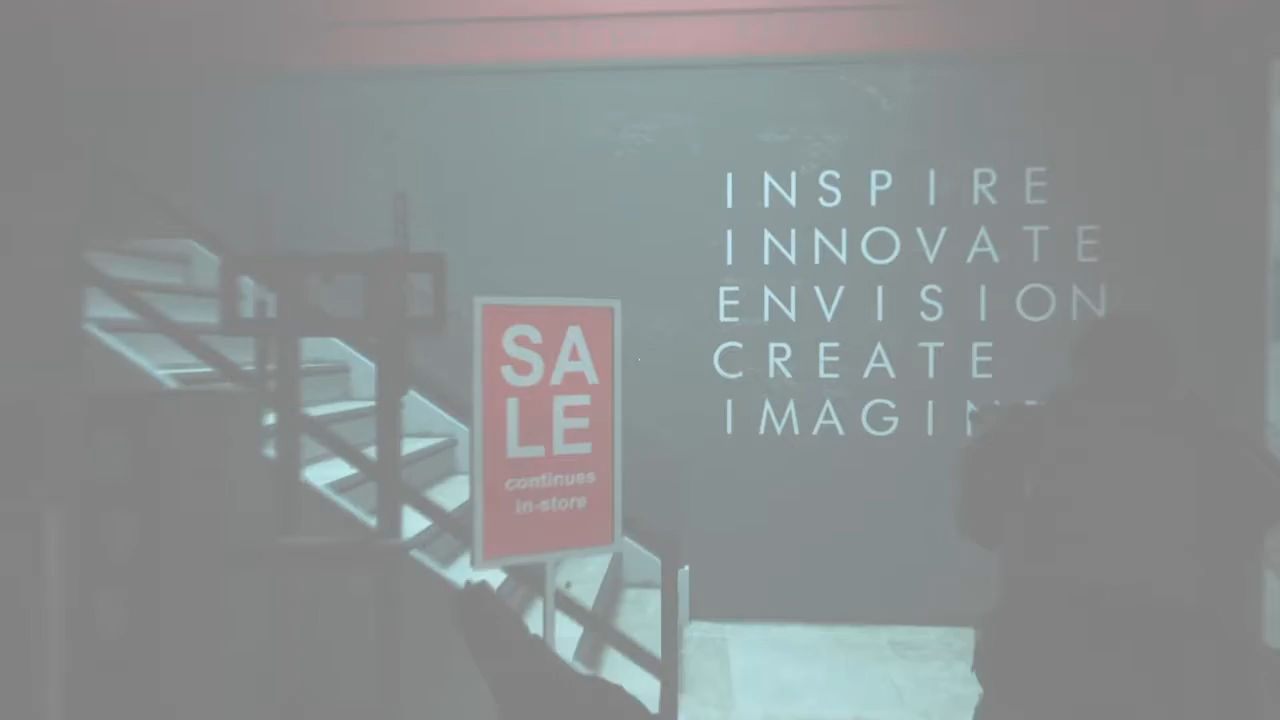 SA
LE
continues
in-store
INSPIRE
INNOVATE
ENVISION
CREATE